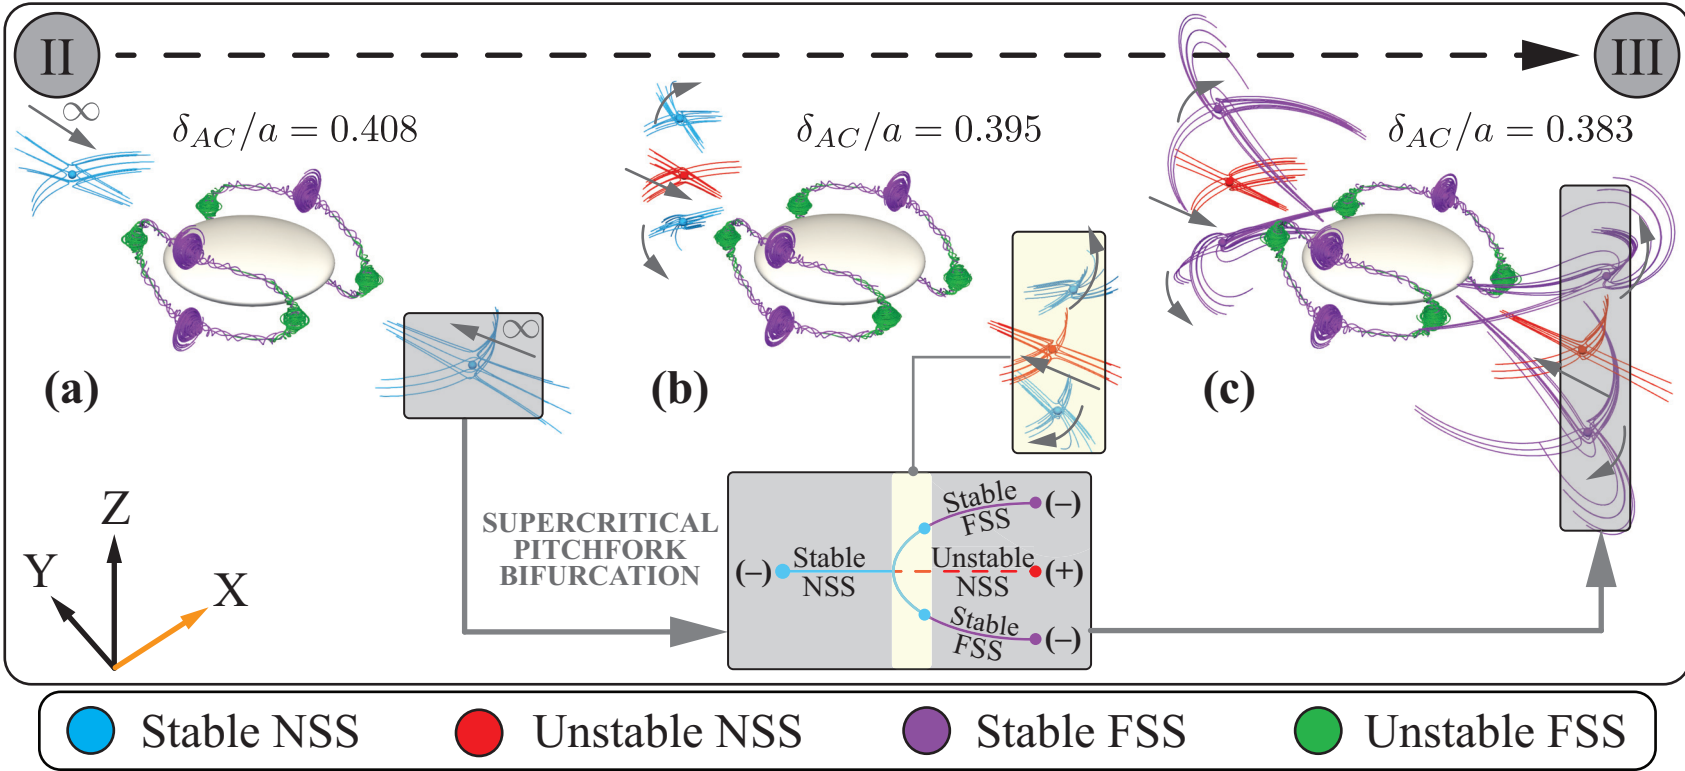 II
III
∞
δ_AC/a = 0.408
δ_AC/a = 0.395
δ_AC/a = 0.383
∞
(a)
(b)
(c)
Z
Y
X
SUPERCRITICAL
PITCHFORK
BIFURCATION
Stable
FSS
(–)
(–)
Stable
NSS
Unstable
NSS
(+)
Stable
FSS
(–)
Stable NSS
Unstable NSS
Stable FSS
Unstable FSS